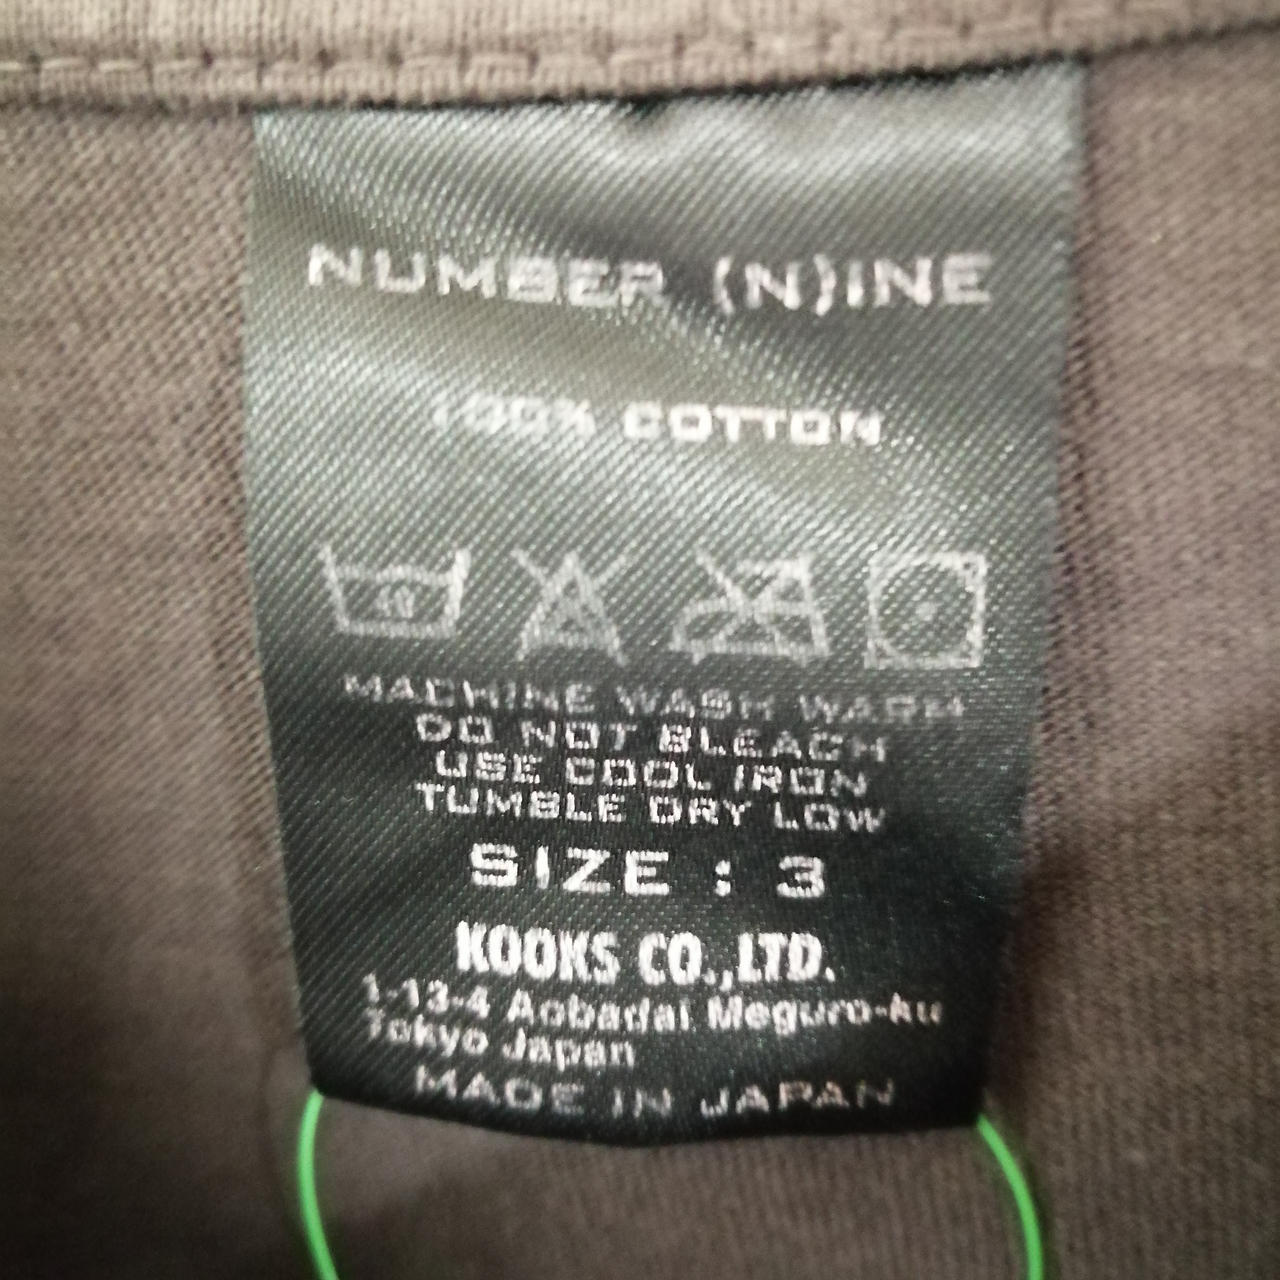 NUMBER (N)INE
100% COTTON
40
MACHINE WASH WARM
DO NOT BLEACH
USE COOL IRON
TUMBLE DRY LOW
SIZE : 3
KOOKS CO.,LTD.
1-13-4 Aobadai Meguro-ku
Tokyo Japan
MADE IN JAPAN